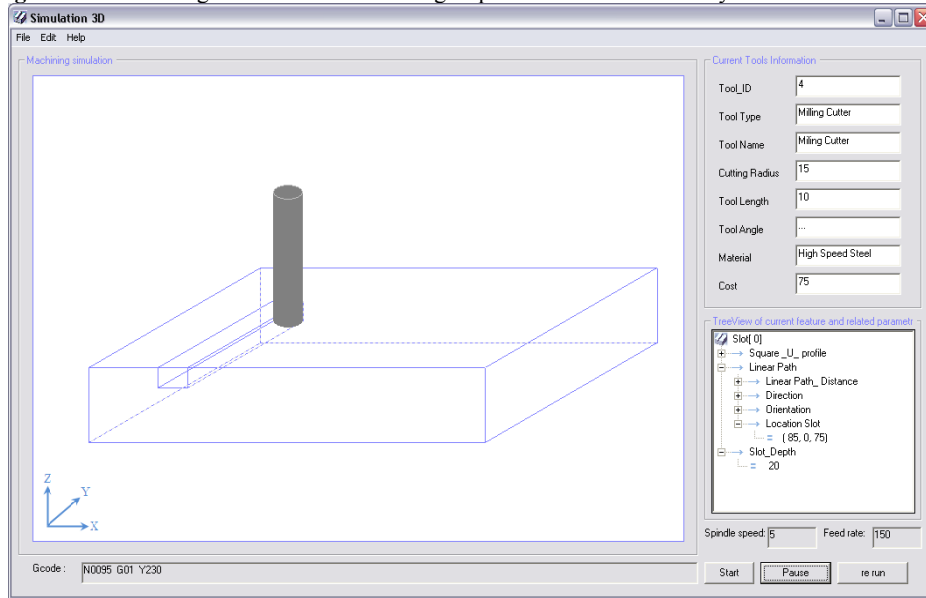 Simulation 3D
File Edit Help
Machining simulation
Z
Y
X
Current Tools Information
Tool_ID 4
Tool Type Milling Cutter
Tool Name Miling Cutter
Cutting Radius 15
Tool Length 10
Tool Angle ...
Material High Speed Steel
Cost 75
TreeView of current feature and related parametr
Slot[ 0]
Square _U_ profile
Linear Path
Linear Path_ Distance
Direction
Orientation
Location Slot
= ( 85, 0, 75)
Slot_Depth
= 20
Spindle speed: 5 Feed rate: 150
Gcode : N0095 G01 Y230
Start Pause re run